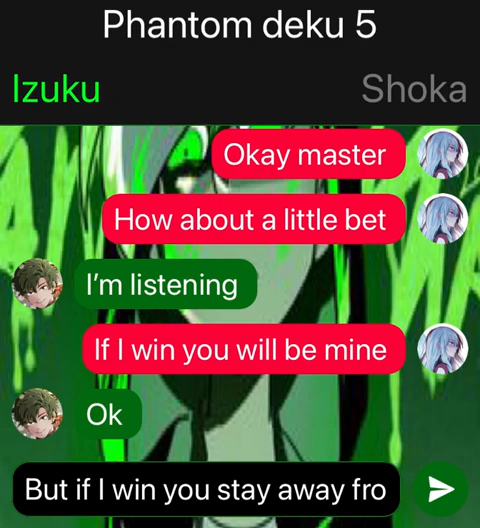 Phantom deku 5
Izuku Shoka
Okay master
How about a little bet
I'm listening
If I win you will be mine
Ok
But if I win you stay away fro